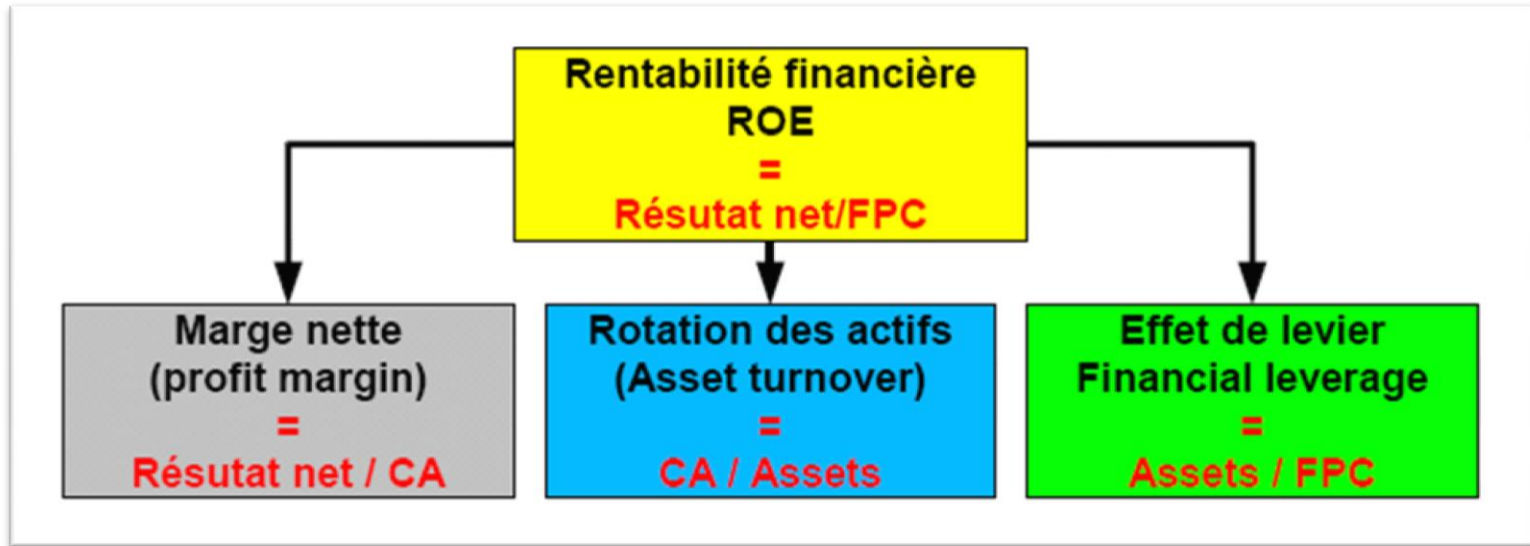 Rentabilité financière
ROE
=
Résutat net/FPC
Marge nette
(profit margin)
=
Résutat net / CA
Rotation des actifs
(Asset turnover)
=
CA / Assets
Effet de levier
Financial leverage
=
Assets / FPC